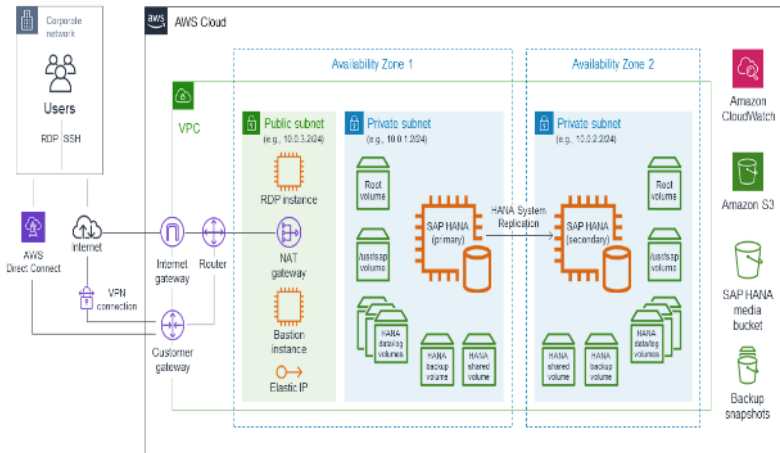 Corporate
network
Users
RDP
SSH
AWS
Direct Connect
Internet
VPN
connection
aws
AWS Cloud
VPC
Internet
gateway
Router
Customer
gateway
Availability Zone 1
Public subnet
(e.g., 10.0.3.2/24)
RDP instance
NAT
gateway
Bastion
instance
Elastic IP
Private subnet
(e.g., 10.0.1.2/24)
Root
volume
/usr/sap
volume
HANA
data/log
volumes
HANA
backup
volume
HANA
shared
volume
SAP HANA
(primary)
HANA System
Replication
Availability Zone 2
Private subnet
(e.g., 10.0.2.2/24)
SAP HANA
(secondary)
Root
volume
/usr/sap
volume
HANA
shared
volume
HANA
backup
volume
HANA
data/log
volumes
Amazon
CloudWatch
Amazon S3
SAP HANA
media
bucket
Backup
snapshots